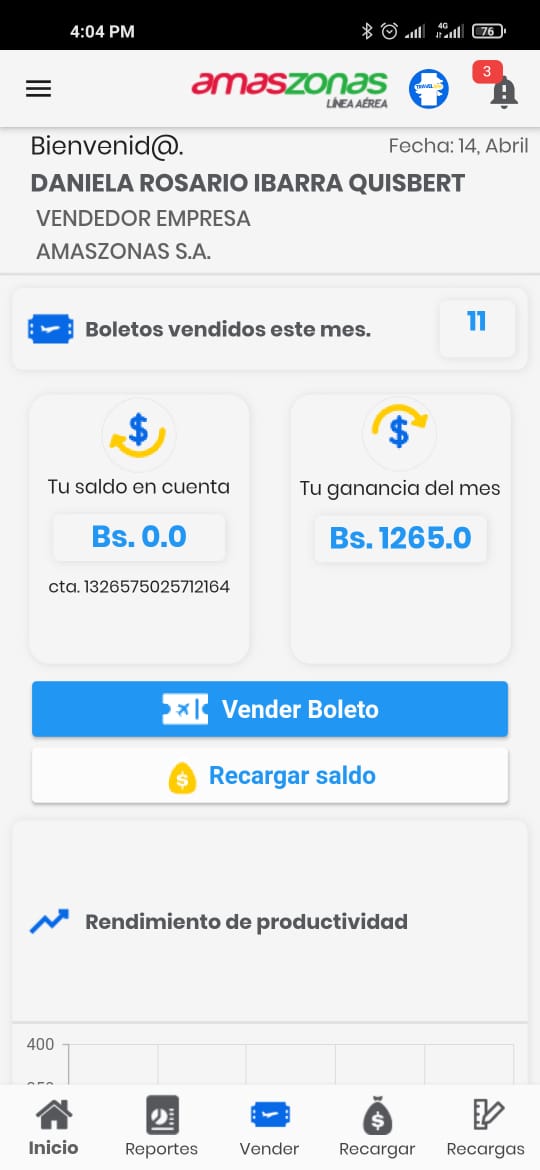 4:04 PM
4G
76
amaszonas
LÍNEA AÉREA
TRAVEL
3
Bienvenid@.
Fecha: 14, Abril
DANIELA ROSARIO IBARRA QUISBERT
VENDEDOR EMPRESA
AMASZONAS S.A.
Boletos vendidos este mes.
11
Tu saldo en cuenta
Bs. 0.0
cta. 1326575025712164
Tu ganancia del mes
Bs. 1265.0
Vender Boleto
Recargar saldo
Rendimiento de productividad
400
Inicio
Reportes
Vender
Recargar
Recargas